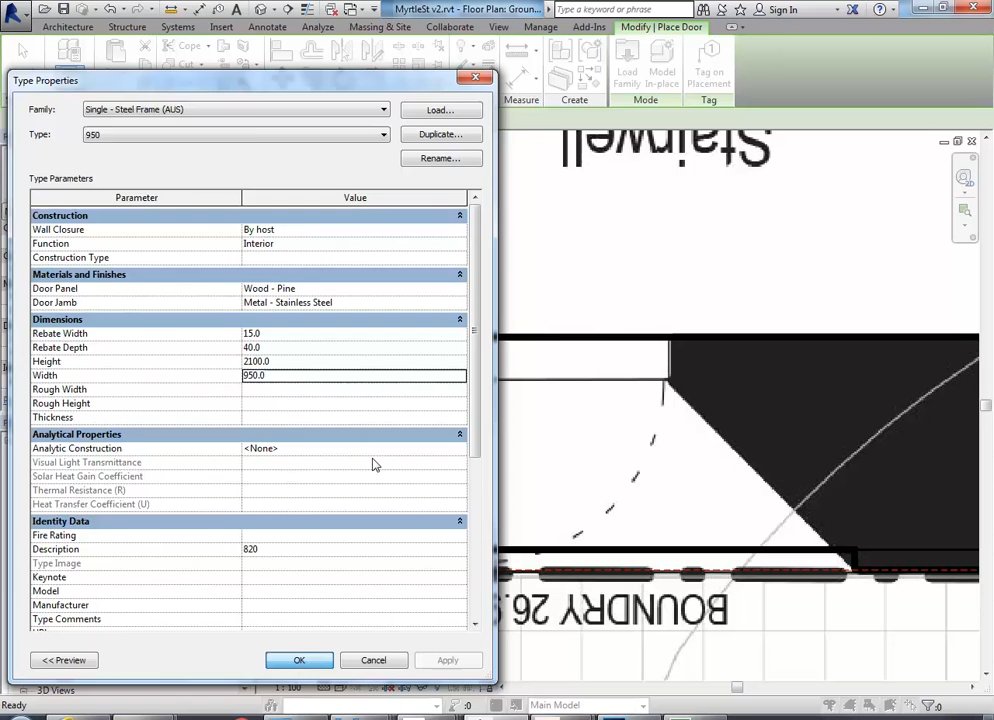 MyrtleSt v2.rvt - Floor Plan: Groun...
Type a keyword or phrase
Sign In
Architecture Structure Systems Insert Annotate Analyze Massing & Site Collaborate View Manage Add-Ins Modify | Place Door
Cope
Load Family
Model In-place
Tag on Placement
Measure Create Mode Tag
Type Properties
Family: Single - Steel Frame (AUS) Load...
Type: 950 Duplicate...
Rename...
Type Parameters
Parameter Value
Construction
Wall Closure By host
Function Interior
Construction Type
Materials and Finishes
Door Panel Wood - Pine
Door Jamb Metal - Stainless Steel
Dimensions
Rebate Width 15.0
Rebate Depth 40.0
Height 2100.0
Width 950.0
Rough Width
Rough Height
Thickness
Analytical Properties
Analytic Construction <None>
Visual Light Transmittance
Solar Heat Gain Coefficient
Thermal Resistance (R)
Heat Transfer Coefficient (U)
Identity Data
Fire Rating
Description 820
Type Image
Keynote
Model
Manufacturer
Type Comments
<< Preview OK Cancel Apply
Stairwell
2D
BOUNDRY 26.9
3D Views
1 : 100
Ready
:0
Main Model
:0